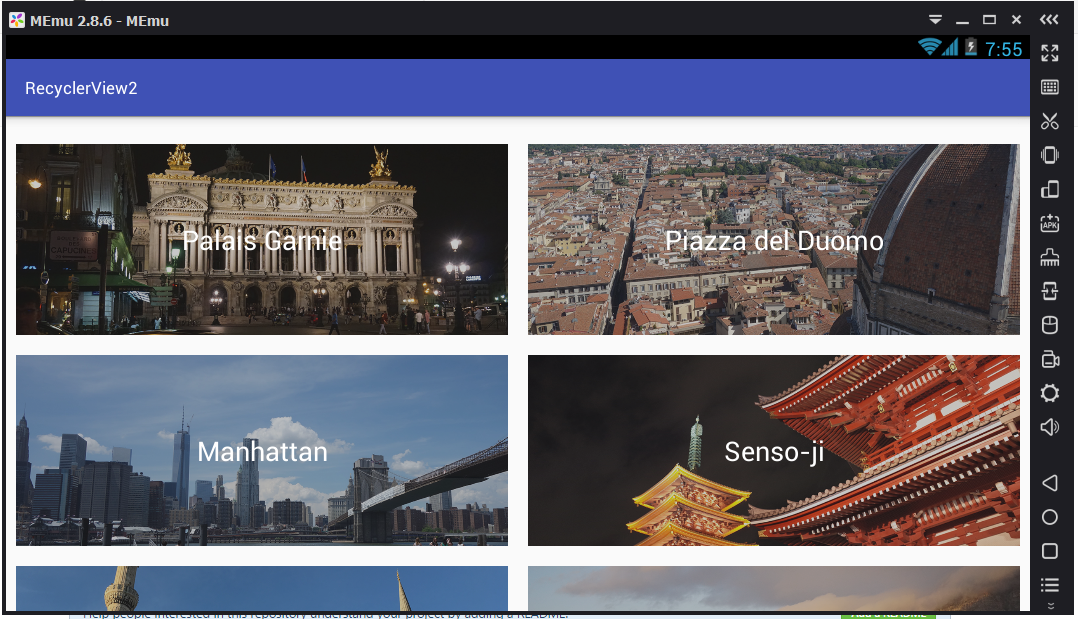 MEmu 2.8.6 - MEmu
7:55
RecyclerView2
APK
Palais Garnie
Piazza del Duomo
CAPUCINES
Manhattan
Senso-ji
Help people interested in this repository understand your project by adding a README.
Add a README